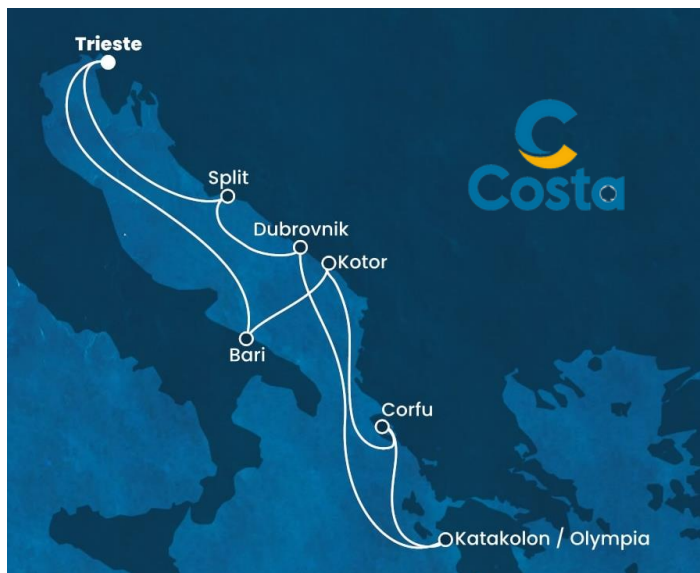 Trieste
Costa
Split
Dubrovnik
Kotor
Bari
Corfu
Katakolon / Olympia